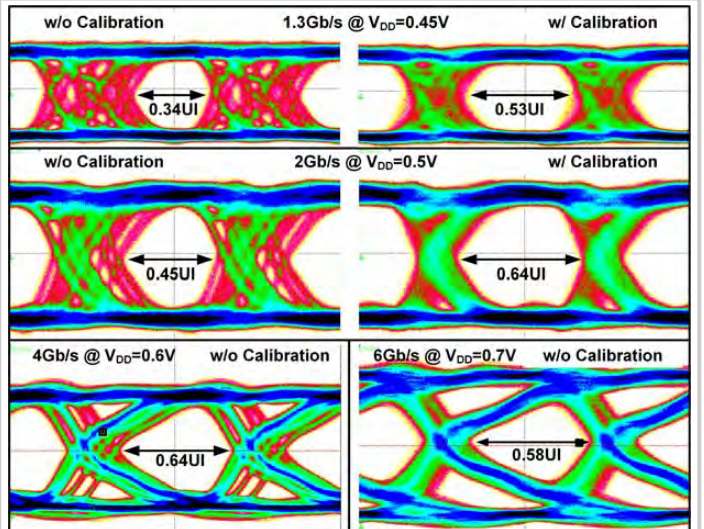 w/o Calibration 1.3Gb/s @ VDD=0.45V w/ Calibration
0.34UI 0.53UI
w/o Calibration 2Gb/s @ VDD=0.5V w/ Calibration
0.45UI 0.64UI
4Gb/s @ VDD=0.6V w/o Calibration 6Gb/s @ VDD=0.7V w/o Calibration
0.64UI 0.58UI